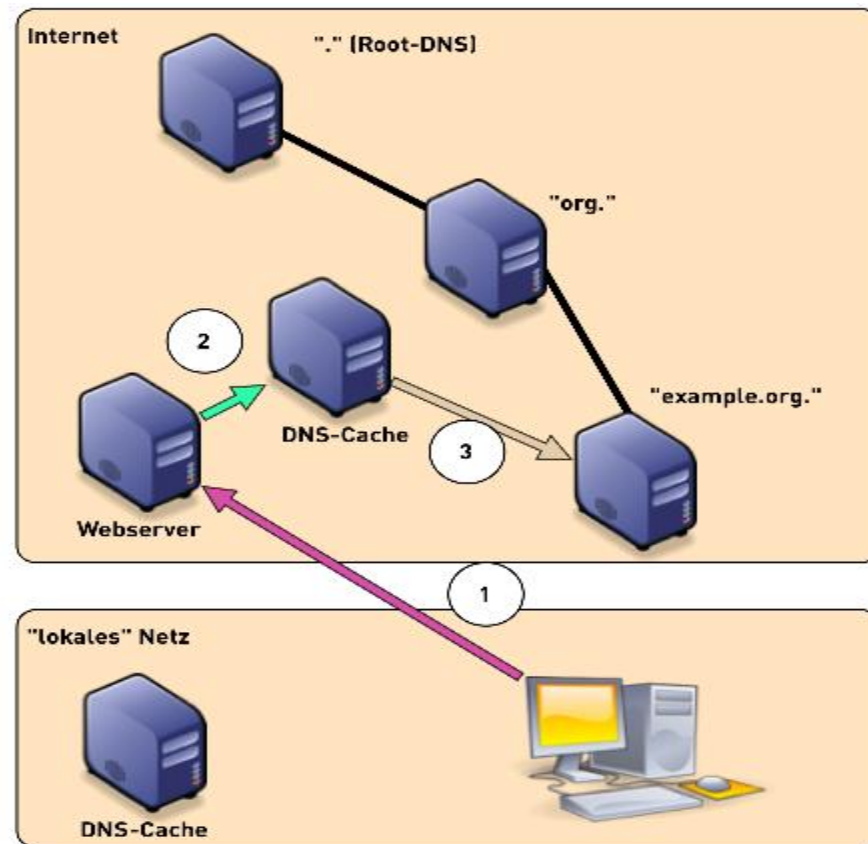 Internet
"." (Root-DNS)
"org."
2
DNS-Cache
"example.org."
3
Webserver
1
"lokales" Netz
DNS-Cache